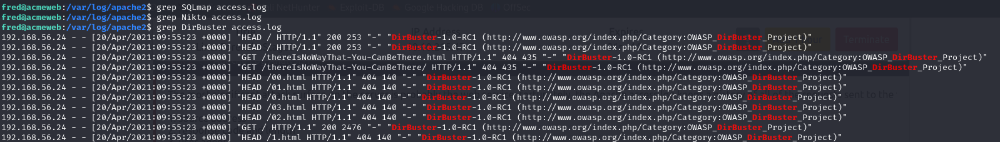 fred@acmeweb:/var/log/apache2$ grep SQLmap access.log
fred@acmeweb:/var/log/apache2$ grep Nikto access.log
fred@acmeweb:/var/log/apache2$ grep DirBuster access.log
192.168.56.24 - - [20/Apr/2021:09:55:23 +0000] "HEAD / HTTP/1.1" 200 253 "-" "DirBuster-1.0-RC1 (http://www.owasp.org/index.php/Category:OWASP_DirBuster_Project)"
192.168.56.24 - - [20/Apr/2021:09:55:23 +0000] "HEAD / HTTP/1.1" 200 253 "-" "DirBuster-1.0-RC1 (http://www.owasp.org/index.php/Category:OWASP_DirBuster_Project)"
192.168.56.24 - - [20/Apr/2021:09:55:23 +0000] "GET /thereIsNoWayThat-You-CanBeThere.html HTTP/1.1" 404 435 "-" "DirBuster-1.0-RC1 (http://www.owasp.org/index.php/Category:OWASP_DirBuster_Project)"
192.168.56.24 - - [20/Apr/2021:09:55:23 +0000] "GET /thereIsNoWayThat-You-CanBeThere/ HTTP/1.1" 404 435 "-" "DirBuster-1.0-RC1 (http://www.owasp.org/index.php/Category:OWASP_DirBuster_Project)"
192.168.56.24 - - [20/Apr/2021:09:55:23 +0000] "HEAD /00.html HTTP/1.1" 404 140 "-" "DirBuster-1.0-RC1 (http://www.owasp.org/index.php/Category:OWASP_DirBuster_Project)"
192.168.56.24 - - [20/Apr/2021:09:55:23 +0000] "HEAD /01.html HTTP/1.1" 404 140 "-" "DirBuster-1.0-RC1 (http://www.owasp.org/index.php/Category:OWASP_DirBuster_Project)"
192.168.56.24 - - [20/Apr/2021:09:55:23 +0000] "HEAD /0.html HTTP/1.1" 404 140 "-" "DirBuster-1.0-RC1 (http://www.owasp.org/index.php/Category:OWASP_DirBuster_Project)"
192.168.56.24 - - [20/Apr/2021:09:55:23 +0000] "HEAD /03.html HTTP/1.1" 404 140 "-" "DirBuster-1.0-RC1 (http://www.owasp.org/index.php/Category:OWASP_DirBuster_Project)"
192.168.56.24 - - [20/Apr/2021:09:55:23 +0000] "HEAD /02.html HTTP/1.1" 404 140 "-" "DirBuster-1.0-RC1 (http://www.owasp.org/index.php/Category:OWASP_DirBuster_Project)"
192.168.56.24 - - [20/Apr/2021:09:55:23 +0000] "GET / HTTP/1.1" 200 2476 "-" "DirBuster-1.0-RC1 (http://www.owasp.org/index.php/Category:OWASP_DirBuster_Project)"
192.168.56.24 - - [20/Apr/2021:09:55:23 +0000] "HEAD /1.html HTTP/1.1" 404 140 "-" "DirBuster-1.0-RC1 (http://www.owasp.org/index.php/Category:OWASP_DirBuster_Project)"